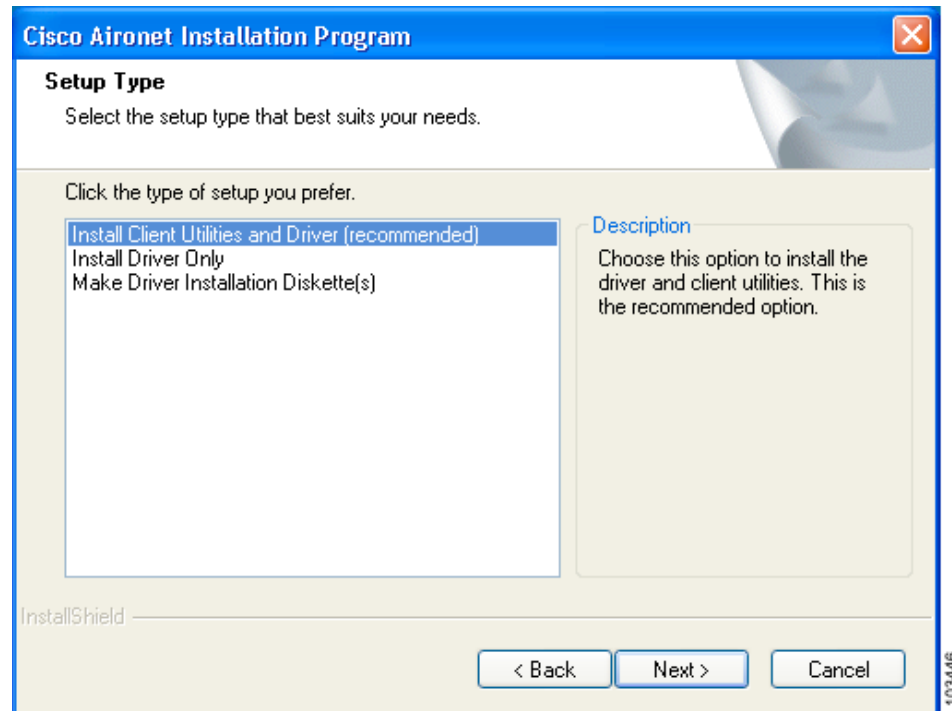 Cisco Aironet Installation Program
Setup Type
Select the setup type that best suits your needs.
Click the type of setup you prefer.
Install Client Utilities and Driver (recommended)
Install Driver Only
Make Driver Installation Diskette(s)
Description
Choose this option to install the
driver and client utilities. This is
the recommended option.
InstallShield
< Back
Next >
Cancel
103446